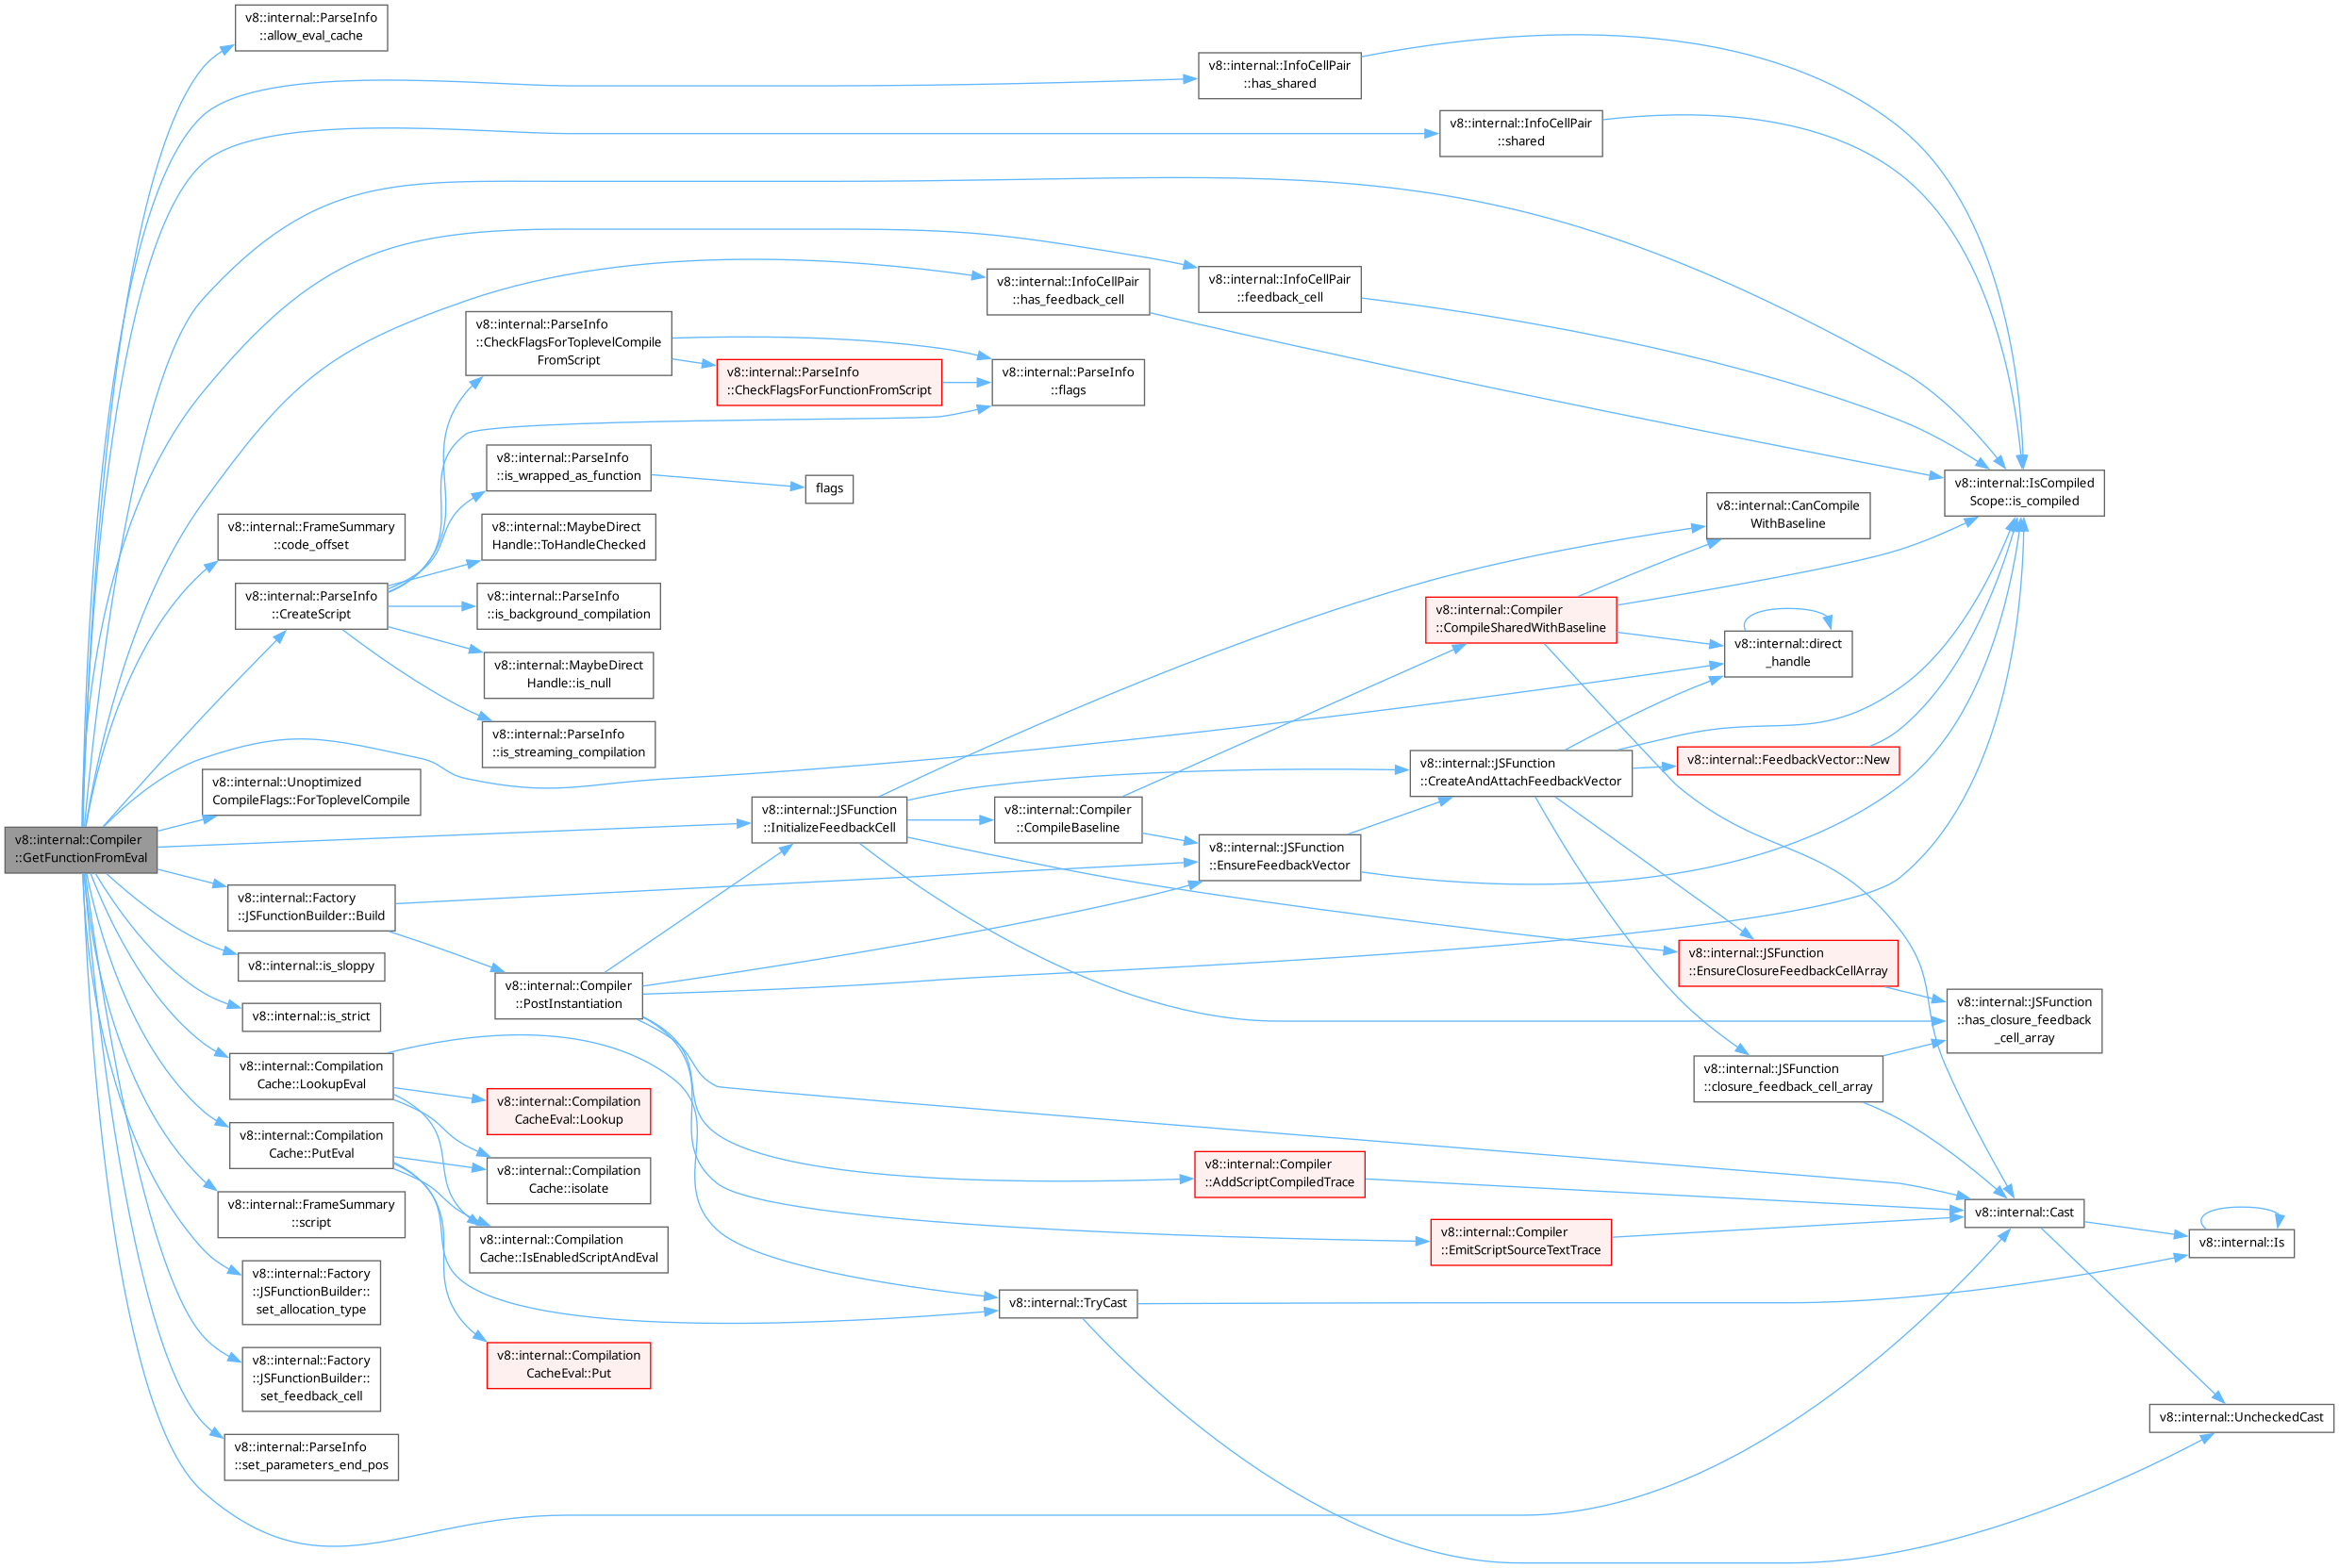 v8::internal::ParseInfo
::allow_eval_cache
v8::internal::InfoCellPair
::has_shared
v8::internal::InfoCellPair
::shared
v8::internal::InfoCellPair
::has_feedback_cell
v8::internal::InfoCellPair
::feedback_cell
v8::internal::ParseInfo
::CheckFlagsForToplevelCompile
FromScript
v8::internal::ParseInfo
::CheckFlagsForFunctionFromScript
v8::internal::ParseInfo
::flags
v8::internal::ParseInfo
::is_wrapped_as_function
flags
v8::internal::IsCompiled
Scope::is_compiled
v8::internal::CanCompile
WithBaseline
v8::internal::FrameSummary
::code_offset
v8::internal::MaybeDirect
Handle::ToHandleChecked
v8::internal::ParseInfo
::CreateScript
v8::internal::ParseInfo
::is_background_compilation
v8::internal::Compiler
::CompileSharedWithBaseline
v8::internal::direct
_handle
v8::internal::MaybeDirect
Handle::is_null
v8::internal::ParseInfo
::is_streaming_compilation
v8::internal::JSFunction
::CreateAndAttachFeedbackVector
v8::internal::FeedbackVector::New
v8::internal::Unoptimized
CompileFlags::ForToplevelCompile
v8::internal::JSFunction
::InitializeFeedbackCell
v8::internal::Compiler
::CompileBaseline
v8::internal::Compiler
::GetFunctionFromEval
v8::internal::JSFunction
::EnsureFeedbackVector
v8::internal::Factory
::JSFunctionBuilder::Build
v8::internal::is_sloppy
v8::internal::JSFunction
::EnsureClosureFeedbackCellArray
v8::internal::Compiler
::PostInstantiation
v8::internal::is_strict
v8::internal::JSFunction
::has_closure_feedback
_cell_array
v8::internal::Compilation
Cache::LookupEval
v8::internal::JSFunction
::closure_feedback_cell_array
v8::internal::Compilation
CacheEval::Lookup
v8::internal::Compilation
Cache::PutEval
v8::internal::Compilation
Cache::isolate
v8::internal::Compiler
::AddScriptCompiledTrace
v8::internal::FrameSummary
::script
v8::internal::Cast
v8::internal::Compilation
Cache::IsEnabledScriptAndEval
v8::internal::Compiler
::EmitScriptSourceTextTrace
v8::internal::Is
v8::internal::Factory
::JSFunctionBuilder::
set_allocation_type
v8::internal::TryCast
v8::internal::Factory
::JSFunctionBuilder::
set_feedback_cell
v8::internal::Compilation
CacheEval::Put
v8::internal::UncheckedCast
v8::internal::ParseInfo
::set_parameters_end_pos